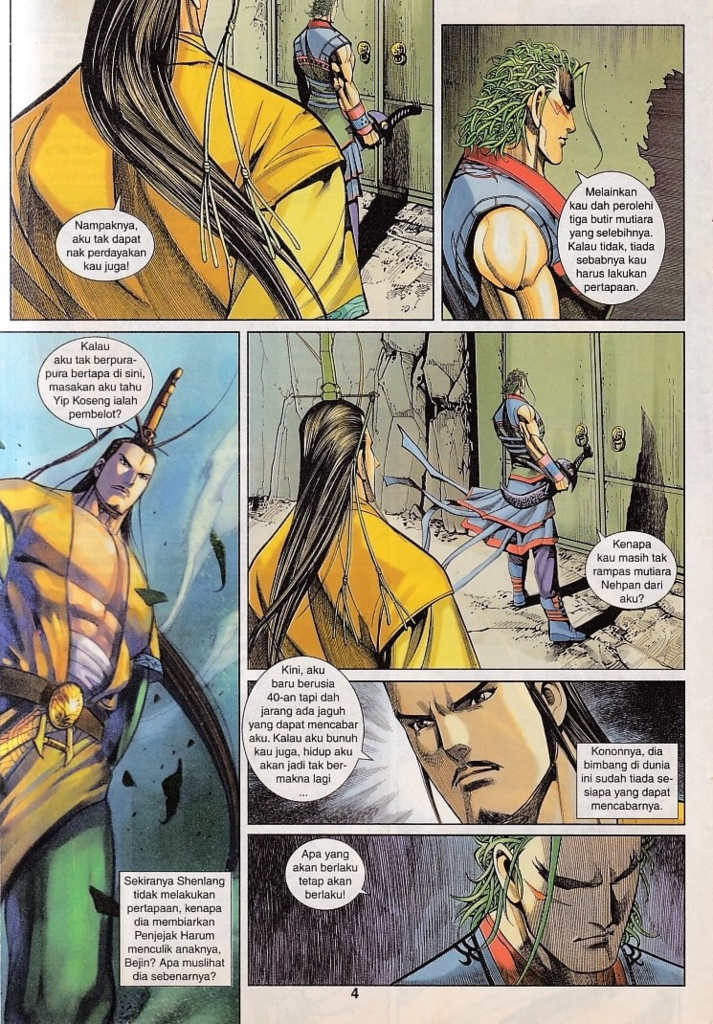 Nampaknya,
aku tak dapat
nak perdayakan
kau juga!
Melainkan
kau dah perolehi
tiga butir mutiara
yang selebihnya.
Kalau tidak, tiada
sebabnya kau
harus lakukan
pertapaan.
Kalau
aku tak berpura-
pura bertapa di sini,
masakan aku tahu
Yip Koseng ialah
pembelot?
Kenapa
kau masih tak
rampas mutiara
Nehpan dari
aku?
Kini, aku
baru berusia
40-an tapi dah
jarang ada jaguh
yang dapat mencabar
aku. Kalau aku bunuh
kau juga, hidup aku
akan jadi tak ber-
makna lagi
...
Kononnya, dia
bimbang di dunia
ini sudah tiada se-
siapa yang dapat
mencabarnya.
Sekiranya Shenlang
tidak melakukan
pertapaan, kenapa
dia membiarkan
Penjejak Harum
menculik anaknya,
Bejin? Apa muslihat
dia sebenarnya?
Apa yang
akan berlaku
tetap akan
berlaku!
4